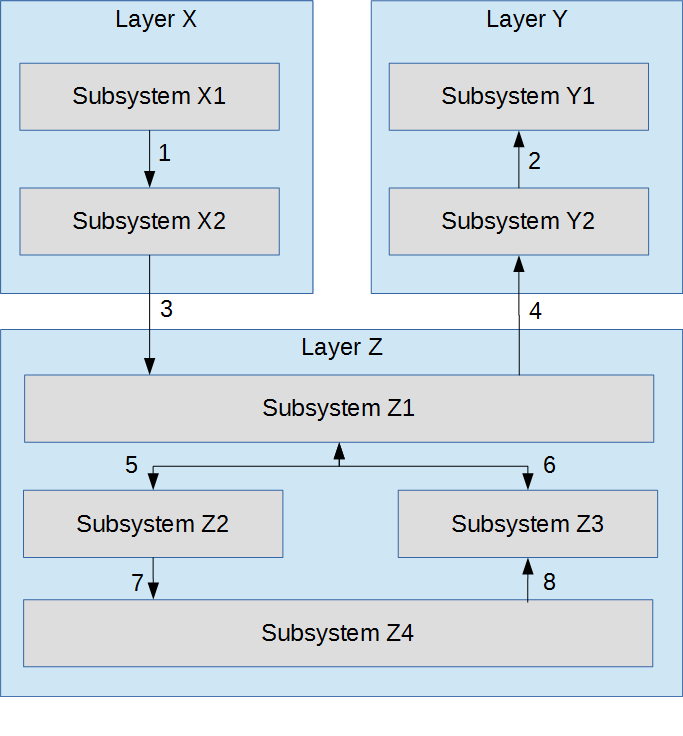 Layer X
Layer Y
Subsystem X1
Subsystem Y1
1
2
Subsystem X2
Subsystem Y2
3
4
Layer Z
Subsystem Z1
5
6
Subsystem Z2
Subsystem Z3
7
8
Subsystem Z4